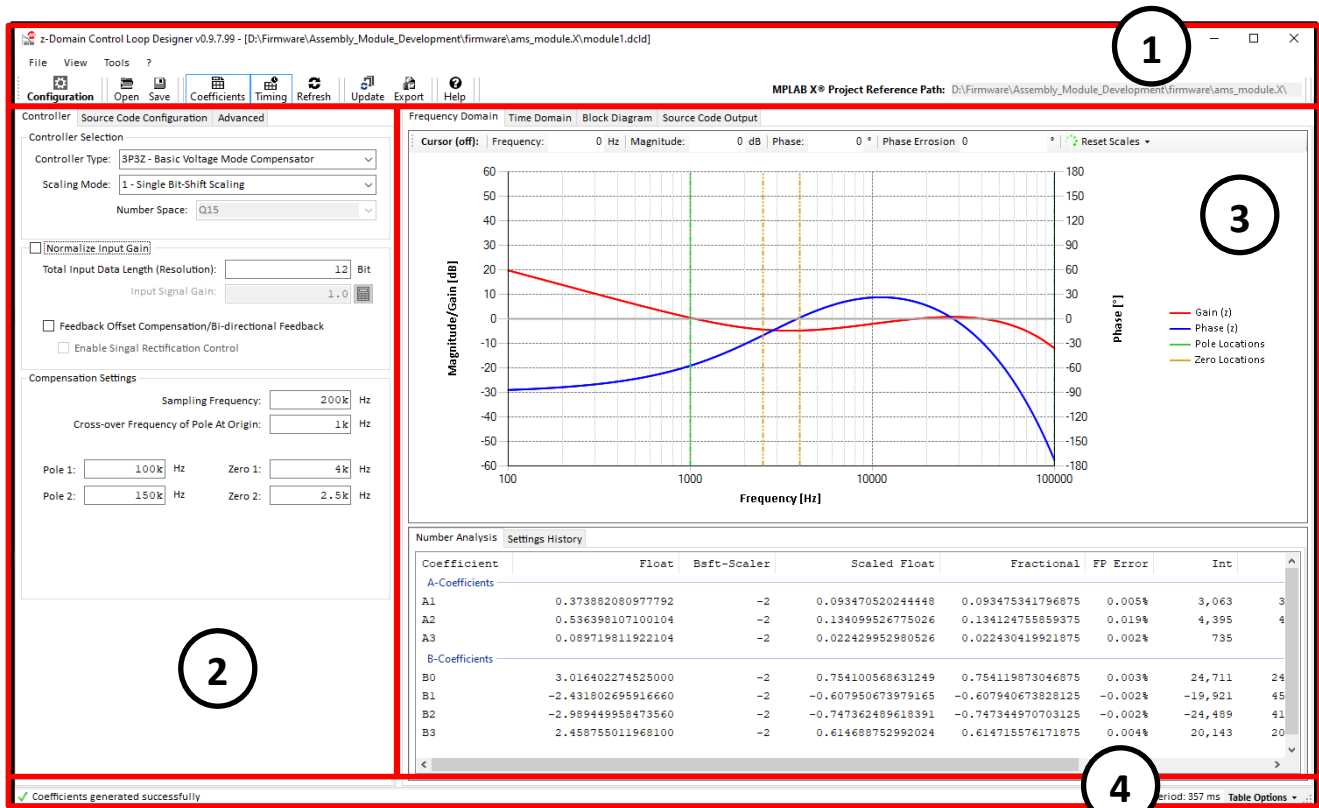 z-Domain Control Loop Designer v0.9.7.99 - [D:\Firmware\Assembly_Module_Development\firmware\ams_module.X\module1.dcld]
1
File View Tools ?
Configuration Open Save Coefficients Timing Refresh Update Export Help
MPLAB X® Project Reference Path: D:\Firmware\Assembly_Module_Development\firmware\ams_module.X\
Controller Source Code Configuration Advanced
Controller Selection
Controller Type: 3P3Z - Basic Voltage Mode Compensator
Scaling Mode: 1 - Single Bit-Shift Scaling
Number Space: Q15
Normalize Input Gain
Total Input Data Length (Resolution): 12 Bit
Input Signal Gain: 1.0
Feedback Offset Compensation/Bi-directional Feedback
Enable Singal Rectification Control
Compensation Settings
Sampling Frequency: 200k Hz
Cross-over Frequency of Pole At Origin: 1k Hz
Pole 1: 100k Hz Zero 1: 4k Hz
Pole 2: 150k Hz Zero 2: 2.5k Hz
2
Frequency Domain Time Domain Block Diagram Source Code Output
Cursor (off): Frequency: 0 Hz Magnitude: 0 dB Phase: 0 ° Phase Errosion 0 ° Reset Scales
3
60 180
50 150
40 120
30 90
20 60
10 30
0 0
-10 -30
-20 -60
-30 -90
-40 -120
-50 -150
-60 -180
Magnitude/Gain [dB]
Phase [°]
100 1000 10000 100000
Frequency [Hz]
Gain (z)
Phase (z)
Pole Locations
Zero Locations
Number Analysis Settings History
Coefficient Float Bsft-Scaler Scaled Float Fractional FP Error Int
A-Coefficients
A1 0.373882080977792 -2 0.093470520244448 0.093475341796875 0.005% 3,063 3
A2 0.536398107100104 -2 0.134099526775026 0.134124755859375 0.019% 4,395 4
A3 0.089719811922104 -2 0.022429952980526 0.022430419921875 0.002% 735
B-Coefficients
B0 3.016402274525000 -2 0.754100568631249 0.754119873046875 0.003% 24,711 24
B1 -2.431802695916660 -2 -0.607950673979165 -0.607940673828125 -0.002% -19,921 45
B2 -2.989449958473560 -2 -0.747362489618391 -0.747344970703125 -0.002% -24,489 41
B3 2.458755011968100 -2 0.614688752992024 0.614715576171875 0.004% 20,143 20
Coefficients generated successfully
4
eriod: 357 ms Table Options